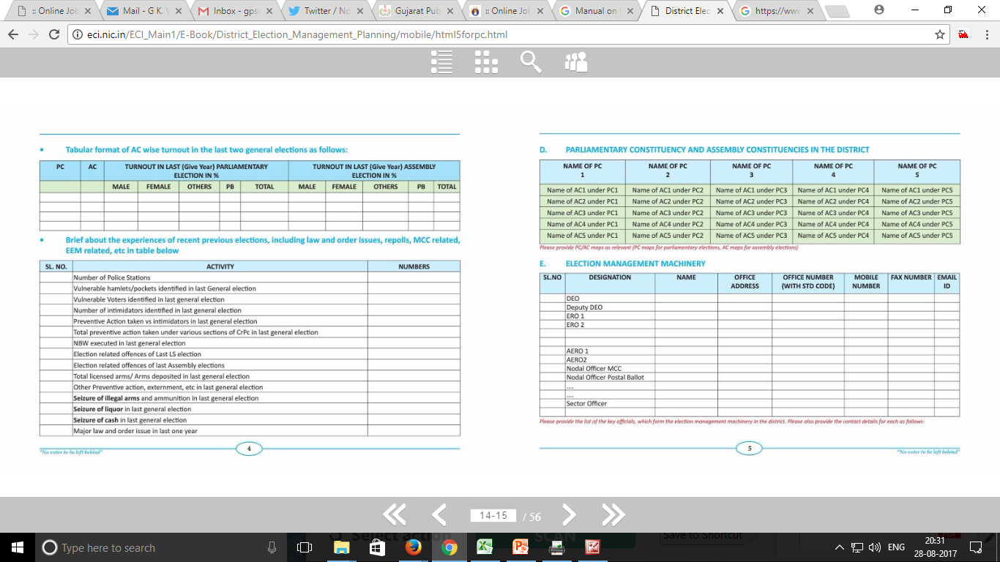 :: Online Job
Mail - G K. V
Inbox - gpsc
Twitter / No
Gujarat Pub
:: Online Job
Manual on
District Elec
https://www
eci.nic.in/ECI_Main1/E-Book/District_Election_Management_Planning/mobile/html5forpc.html
• Tabular format of AC wise turnout in the last two general elections as follows:
PC AC TURNOUT IN LAST (Give Year) PARLIAMENTARY TURNOUT IN LAST (Give Year) ASSEMBLY
ELECTION IN % ELECTION IN %
MALE FEMALE OTHERS PB TOTAL MALE FEMALE OTHERS PB TOTAL
• Brief about the experiences of recent previous elections, including law and order issues, repolls, MCC related,
EEM related, etc in table below
SL. NO. ACTIVITY NUMBERS
Number of Police Stations
Vulnerable hamlets/pockets identified in last General election
Vulnerable Voters identified in last general election
Number of intimidators identified in last general election
Preventive Action taken vs intimidators in last general election
Total preventive action taken under various sections of CrPc in last general election
NBW executed in last general election
Election related offences of Last LS election
Election related offences of last Assembly elections
Total licensed arms/ Arms deposited in last general election
Other Preventive action, externment, etc in last general election
Seizure of illegal arms and ammunition in last general election
Seizure of liquor in last general election
Seizure of cash in last general election
Major law and order issue in last one year
4
"No voter to be left behind"
D. PARLIAMENTARY CONSTITUENCY AND ASSEMBLY CONSTITUENCIES IN THE DISTRICT
NAME OF PC NAME OF PC NAME OF PC NAME OF PC NAME OF PC
1 2 3 4 5
Name of AC1 under PC1 Name of AC1 under PC2 Name of AC1 under PC3 Name of AC1 under PC4 Name of AC1 under PC5
Name of AC2 under PC1 Name of AC2 under PC2 Name of AC2 under PC3 Name of AC2 under PC4 Name of AC2 under PC5
Name of AC3 under PC1 Name of AC3 under PC2 Name of AC3 under PC3 Name of AC3 under PC4 Name of AC3 under PC5
Name of AC4 under PC1 Name of AC4 under PC2 Name of AC4 under PC3 Name of AC4 under PC4 Name of AC4 under PC5
Name of AC5 under PC1 Name of AC5 under PC2 Name of AC5 under PC3 Name of AC5 under PC4 Name of AC5 under PC5
Please provide PC/AC maps as relevant (PC maps for parliamentary elections, AC maps for assembly elections)
E. ELECTION MANAGEMENT MACHINERY
SL.NO DESIGNATION NAME OFFICE OFFICE NUMBER MOBILE FAX NUMBER EMAIL
ADDRESS (WITH STD CODE) NUMBER ID
DEO
Deputy DEO
ERO 1
ERO 2
AERO 1
AERO2
Nodal Officer MCC
Nodal Officer Postal Ballot
....
....
Sector Officer
Please provide the list of the key officials, which form the election management machinery in the district. Please also provide the contact details for each as follows:
5
"No voter to be left behind"
14-15 / 56
Select action
SCAN
Save to Shortcut
PDF
Type here to search
ENG
20:31
28-08-2017